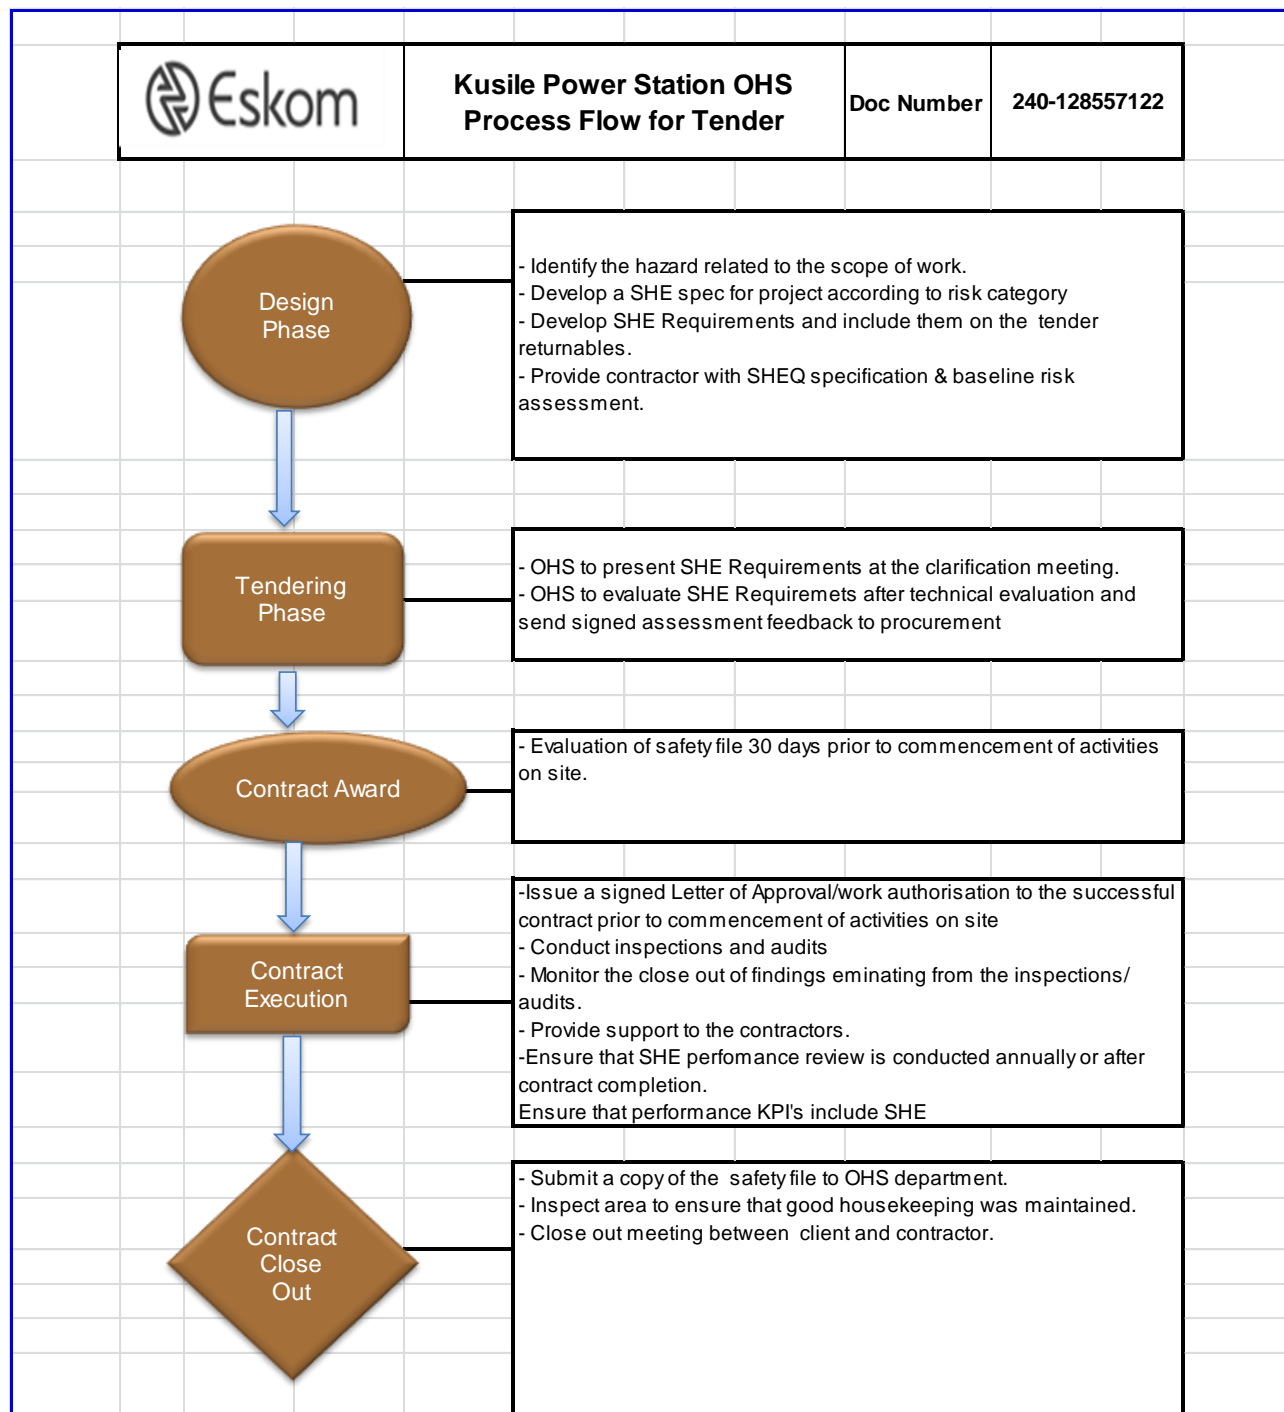 Eskom
Kusile Power Station OHS
Process Flow for Tender
Doc Number
240-128557122
Design
Phase
- Identify the hazard related to the scope of work.
- Develop a SHE spec for project according to risk category
- Develop SHE Requirements and include them on the tender
returnables.
- Provide contractor with SHEQ specification & baseline risk
assessment.
Tendering
Phase
- OHS to present SHE Requirements at the clarification meeting.
- OHS to evaluate SHE Requiremets after technical evaluation and
send signed assessment feedback to procurement
Contract Award
- Evaluation of safety file 30 days prior to commencement of activities
on site.
Contract
Execution
-Issue a signed Letter of Approval/work authorisation to the successful
contract prior to commencement of activities on site
- Conduct inspections and audits
- Monitor the close out of findings eminating from the inspections/
audits.
- Provide support to the contractors.
-Ensure that SHE perfomance review is conducted annually or after
contract completion.
Ensure that performance KPI's include SHE
Contract
Close
Out
- Submit a copy of the safety file to OHS department.
- Inspect area to ensure that good housekeeping was maintained.
- Close out meeting between client and contractor.